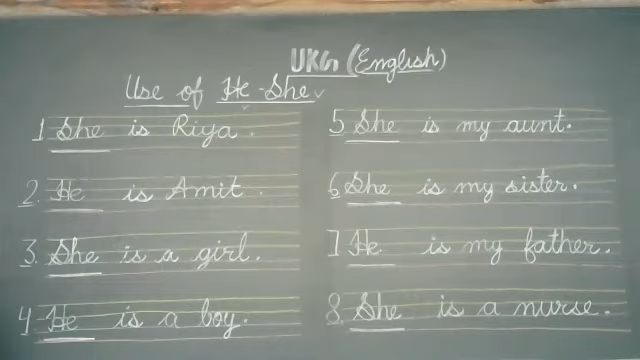 UKG (English)
Use of He - She
1. She is Riya.
2. He is Amit.
3. She is a girl.
4. He is a boy.
5 She is my aunt.
6 She is my sister.
7 He is my father.
8. She is a nurse.